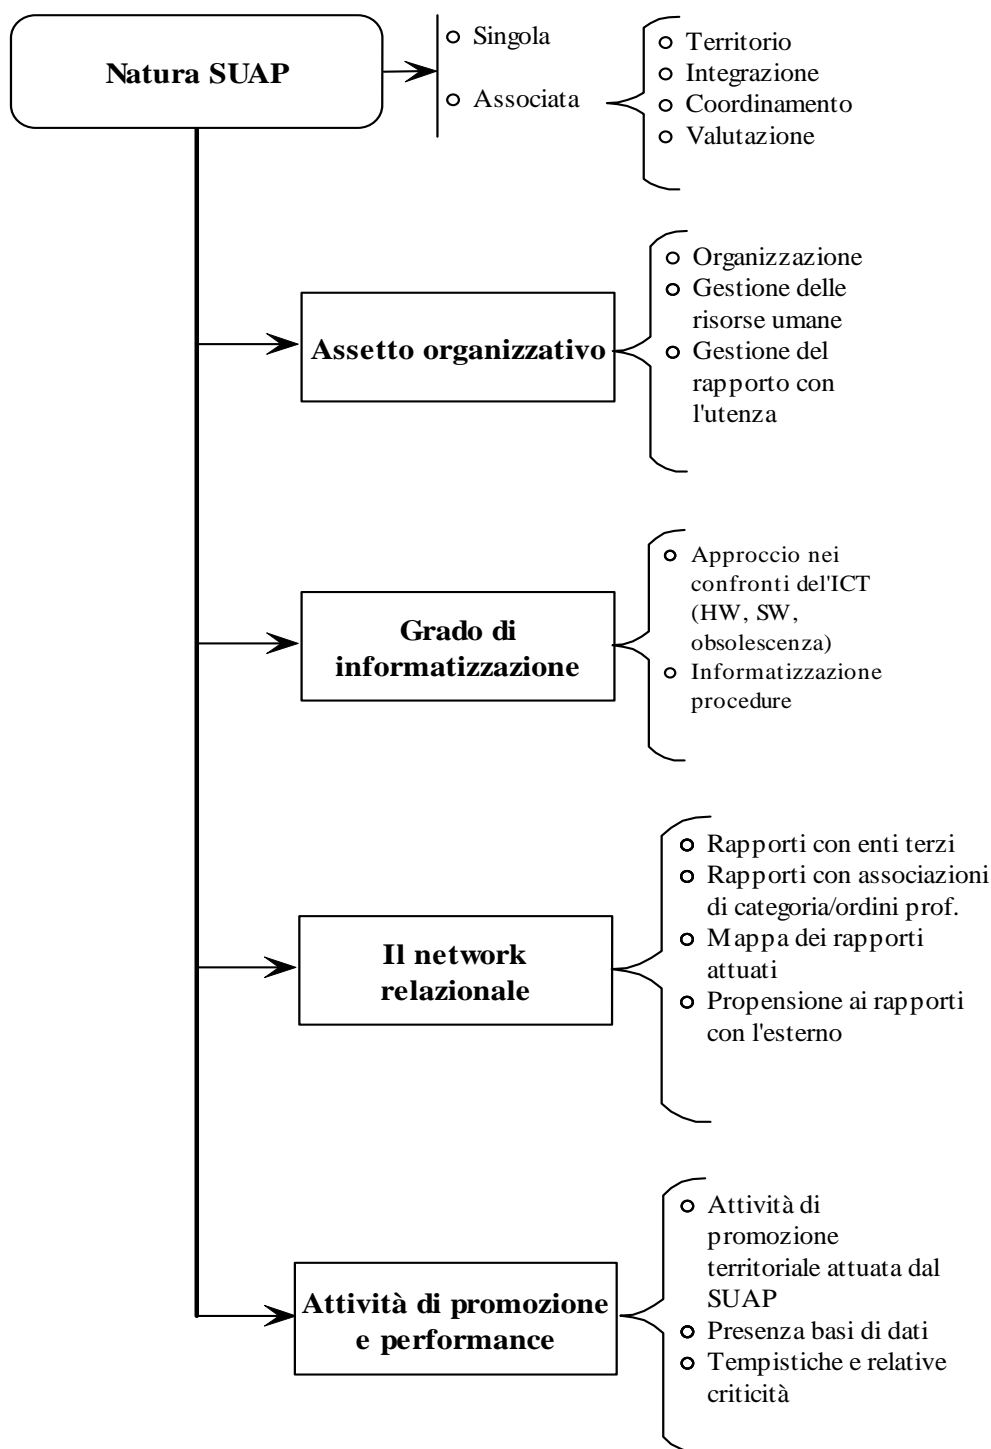 Natura SUAP
Singola
Associata
Territorio
Integrazione
Coordinamento
Valutazione
Assetto organizzativo
Organizzazione
Gestione delle
risorse umane
Gestione del
rapporto con
l'utenza
Grado di
informatizzazione
Approccio nei
confronti del'ICT
(HW, SW,
obsolescenza)
Informatizzazione
procedure
Il network
relazionale
Rapporti con enti terzi
Rapporti con associazioni
di categoria/ordini prof.
Mappa dei rapporti
attuati
Propensione ai rapporti
con l'esterno
Attività di promozione
e performance
Attività di
promozione
territoriale attuata dal
SUAP
Presenza basi di dati
Tempistiche e relative
criticità